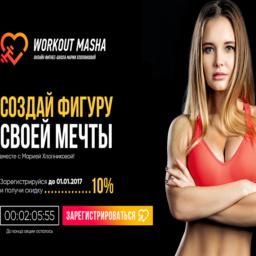 WORKOUT MASHA
ОНЛАЙН ФИТНЕС-ШКОЛА МАРИИ ХЛОПНИКОВОЙ
СОЗДАЙ ФИГУРУ
СВОЕЙ МЕЧТЫ
вместе с Марией Хлопниковой!
Зарегистрируйся до 01.01.2017
и получи скидку .............. 10%
00:02:05:55
ЗАРЕГИСТРИРОВАТЬСЯ
До конца акции осталось